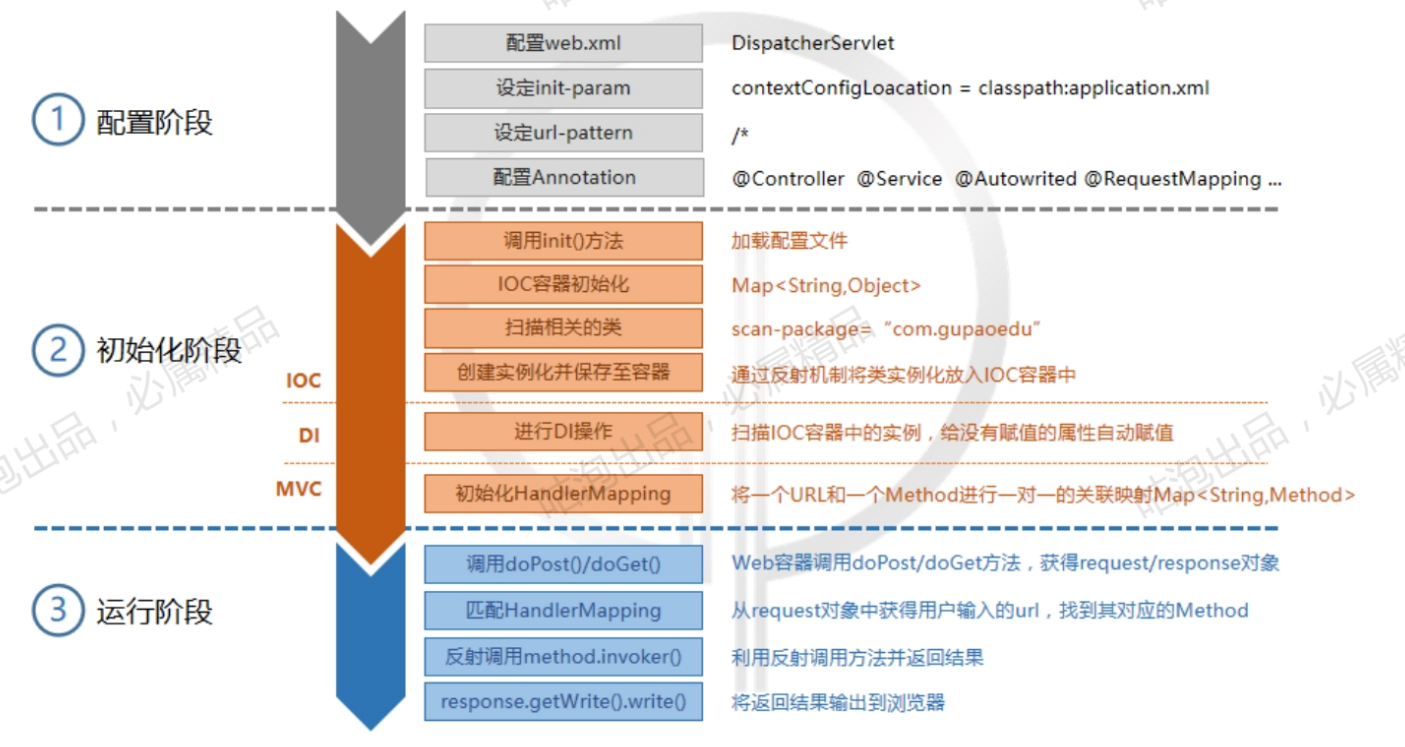 配置web.xml DispatcherServlet
设定init-param contextConfigLoacation = classpath:application.xml
① 配置阶段
设定url-pattern /*
配置Annotation @Controller @Service @Autowrited @RequestMapping ...
调用init()方法 加载配置文件
IOC容器初始化 Map<String,Object>
扫描相关的类 scan-package= “com.gupaoedu”
② 初始化阶段
IOC 创建实例化并保存至容器 通过反射机制将类实例化放入IOC容器中
DI 进行DI操作 扫描IOC容器中的实例，给没有赋值的属性自动赋值
MVC 初始化HandlerMapping 将一个URL和一个Method进行一对一的关联映射Map<String,Method>
调用doPost()/doGet() Web容器调用doPost/doGet方法，获得request/response对象
③ 运行阶段
匹配HandlerMapping 从request对象中获得用户输入的url，找到其对应的Method
反射调用method.invoker() 利用反射调用方法并返回结果
response.getWrite().write() 将返回结果输出到浏览器
泡出品，必属精品
咕泡出品，必属精品
咕泡出品，必属